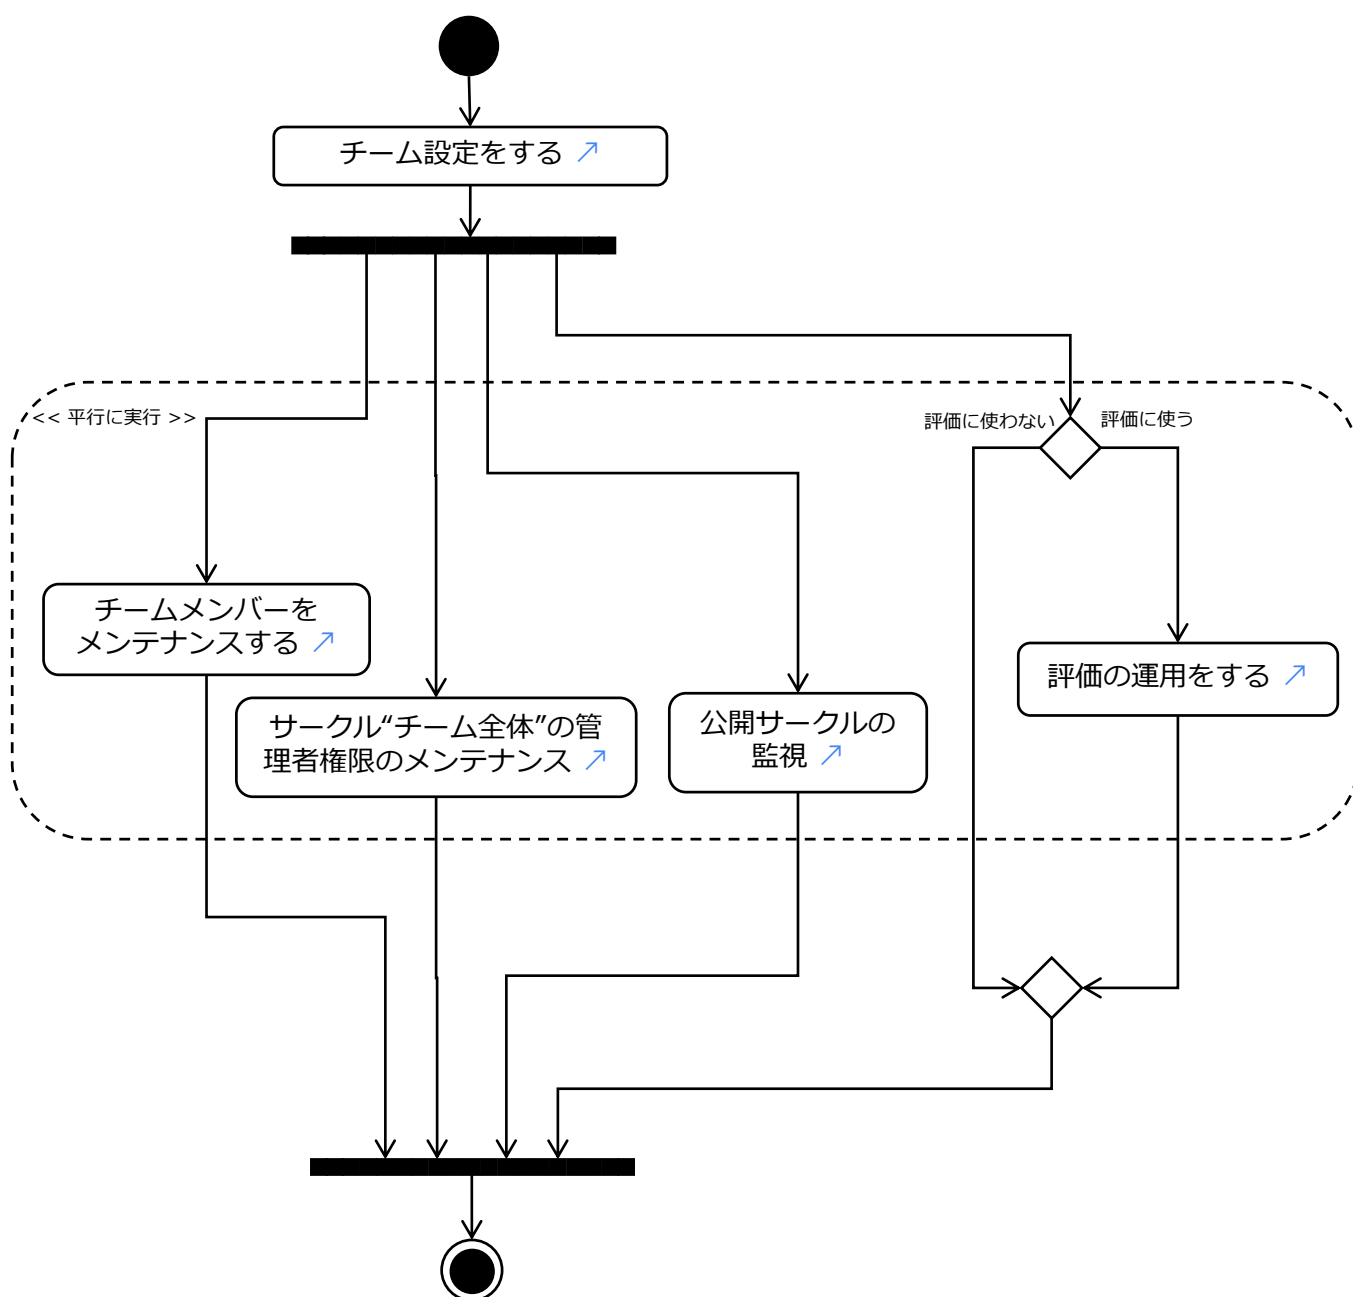 チーム設定をする ↗
<< 平行に実行 >>
評価に使わない
評価に使う
チームメンバーを
メンテナンスする ↗
サークル“チーム全体”の管
理者権限のメンテナンス ↗
公開サークルの
監視 ↗
評価の運用をする ↗